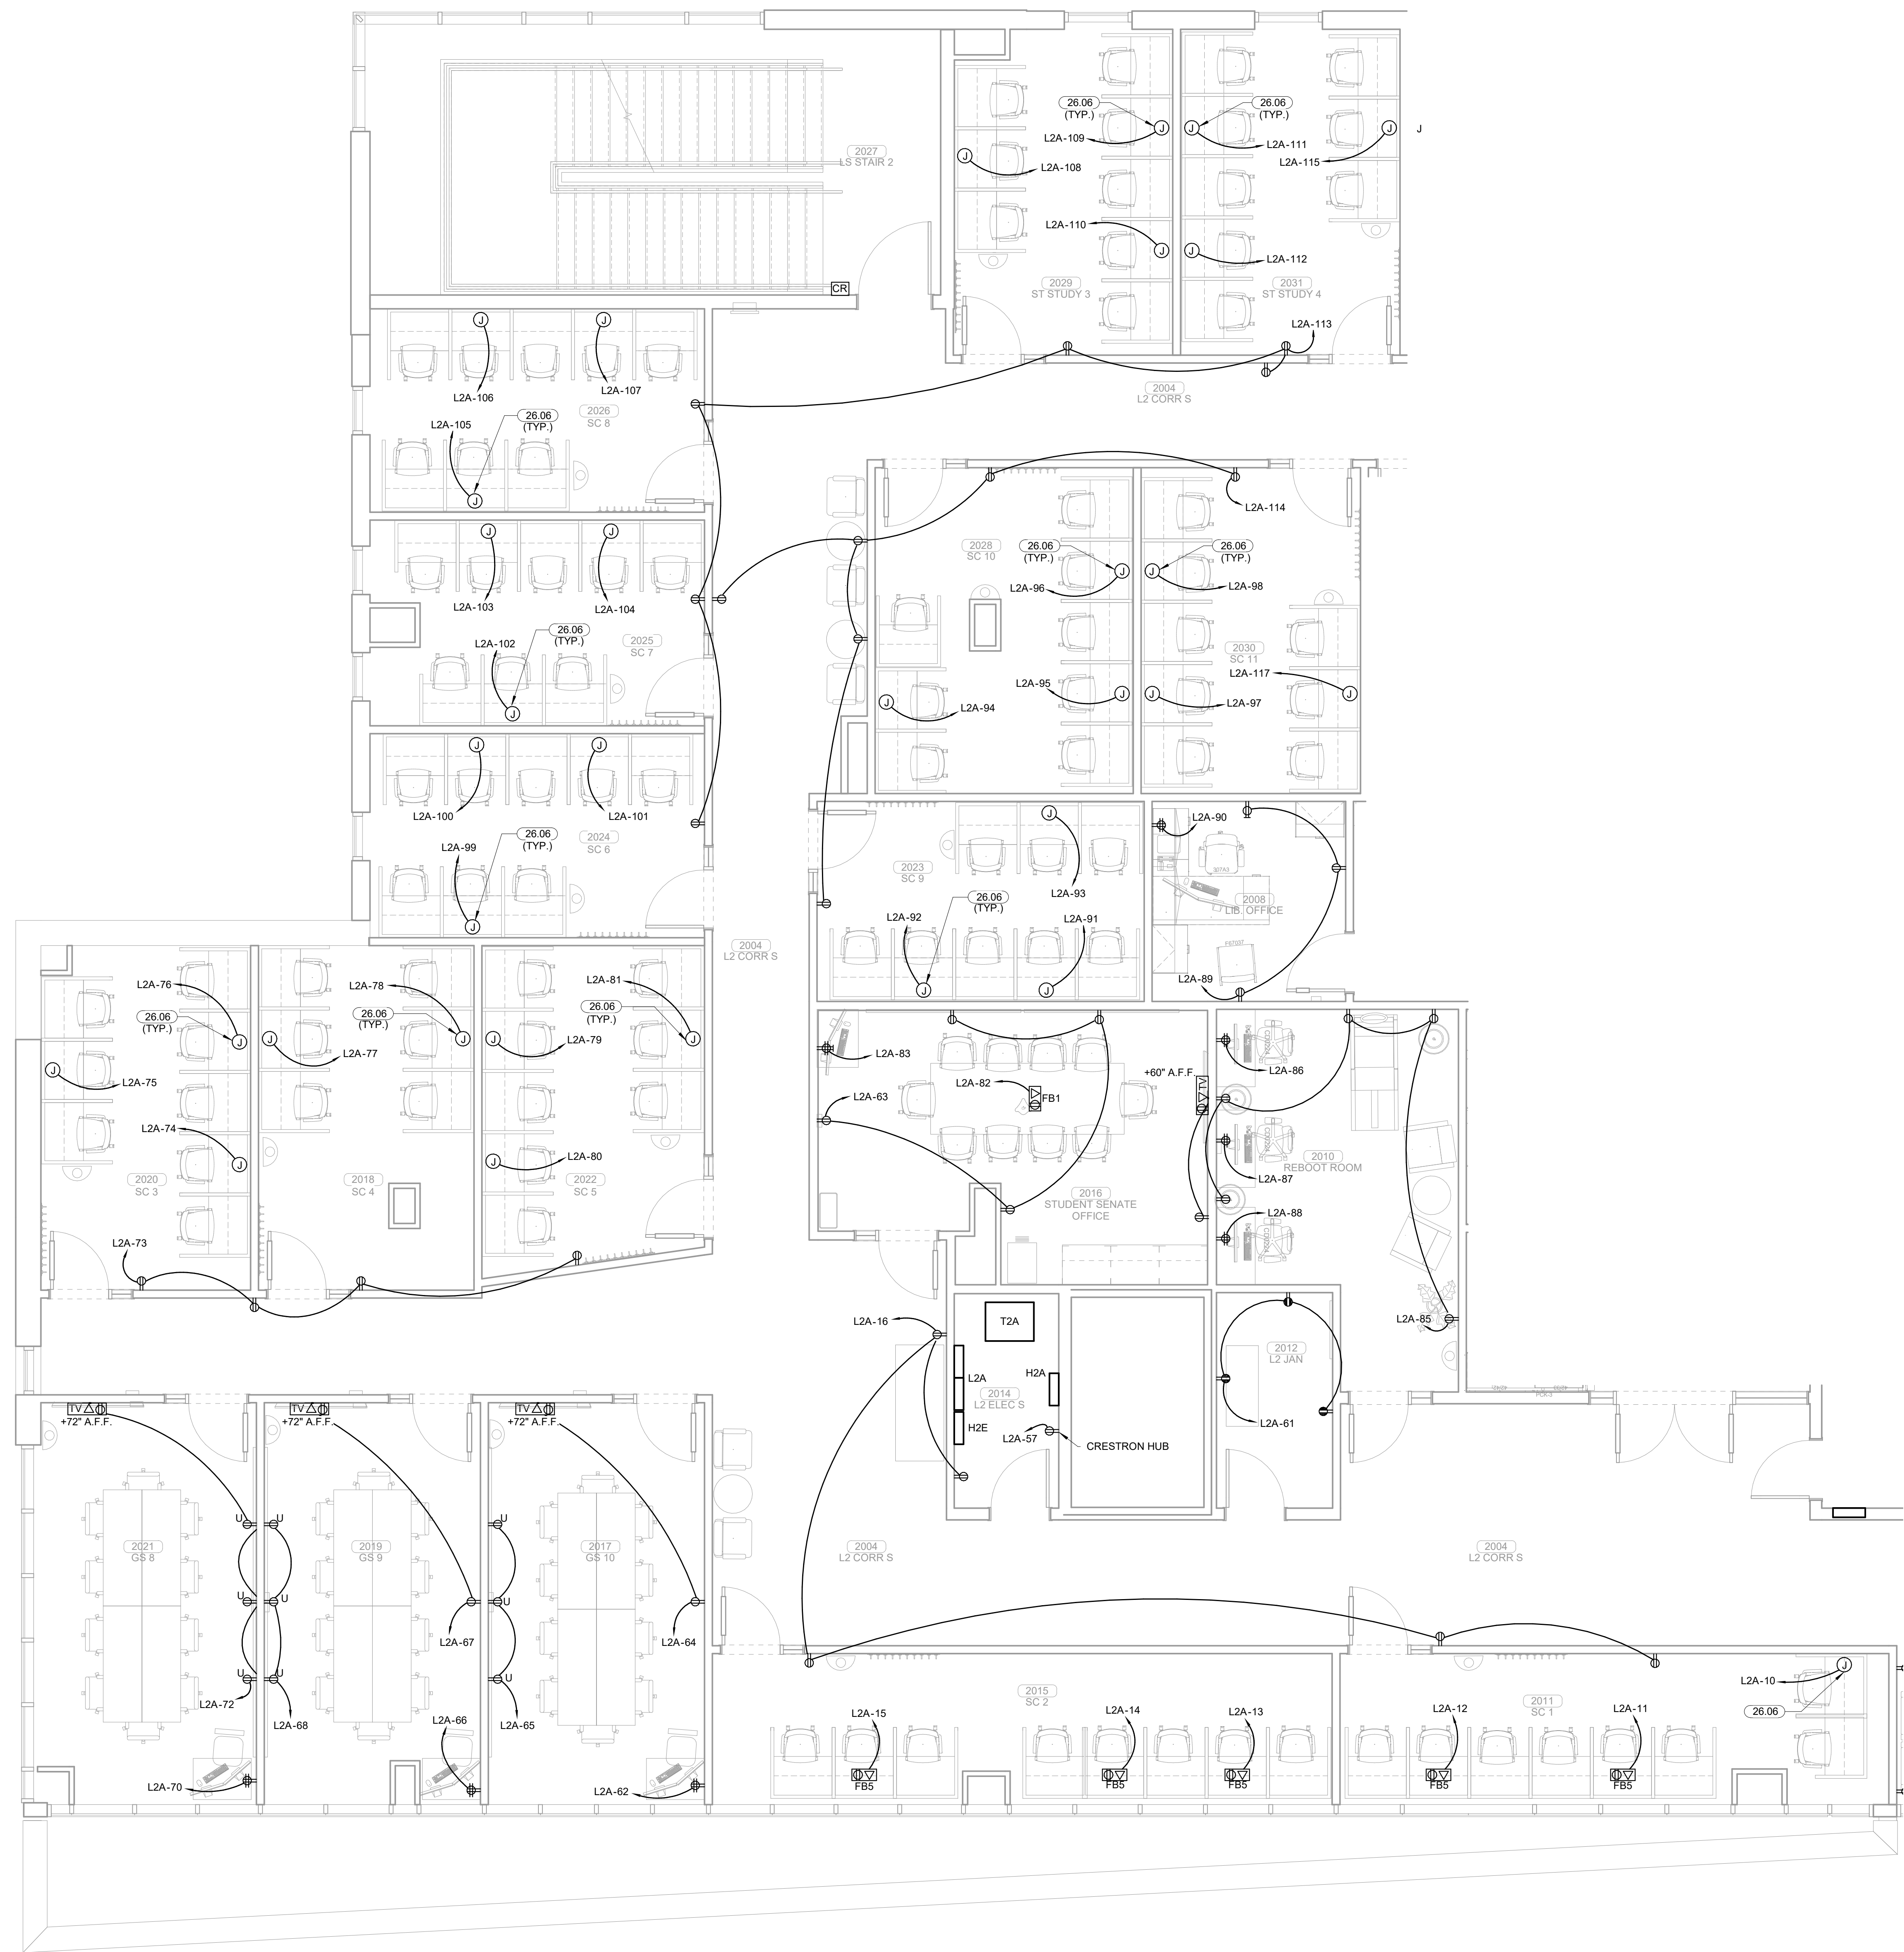 2027
LS STAIR 2
CR
26.06
(TYP.)
J
L2A-109
J
L2A-108
L2A-110
J
2029
ST STUDY 3
26.06
(TYP.)
J
L2A-111
J
L2A-115
J
J
L2A-112
2031
ST STUDY 4
L2A-113
2004
L2 CORR S
J
J
L2A-106
L2A-107
2026
SC 8
26.06
(TYP.)
L2A-105
J
J
J
L2A-103
L2A-104
26.06
(TYP.)
2025
SC 7
L2A-102
J
J
J
L2A-100
L2A-101
2024
SC 6
26.06
(TYP.)
L2A-99
J
L2A-114
2028
SC 10
26.06
(TYP.)
J
L2A-96
L2A-95
J
J
L2A-94
26.06
(TYP.)
J
L2A-98
2030
SC 11
L2A-117
J
J
L2A-97
2023
SC 9
J
L2A-93
26.06
(TYP.)
L2A-92
L2A-91
J
J
L2A-90
307A3
2008
LIB. OFFICE
L2A-89
2004
L2 CORR S
L2A-76
26.06
(TYP.)
J
J
L2A-75
L2A-74
J
2020
SC 3
L2A-73
L2A-78
26.06
(TYP.)
J
J
L2A-77
2018
SC 4
L2A-81
26.06
(TYP.)
J
J
L2A-79
J
L2A-80
2022
SC 5
L2A-83
L2A-82
FB1
L2A-63
+60" A.F.F.
TV
2016
STUDENT SENATE
OFFICE
L2A-86
L2A-87
L2A-88
2010
REBOOT ROOM
L2A-85
L2A-16
T2A
L2A
H2A
2014
L2 ELEC S
H2E
L2A-57
CRESTRON HUB
2012
L2 JAN
L2A-61
PCK-3
TV
+72" A.F.F.
U
U
U
2021
GS 8
L2A-72
L2A-70
TV
+72" A.F.F.
U
U
U
2019
GS 9
L2A-67
L2A-68
L2A-66
TV
+72" A.F.F.
U
U
U
2017
GS 10
L2A-64
L2A-65
L2A-62
2004
L2 CORR S
2004
L2 CORR S
2015
SC 2
L2A-15
FB5
L2A-14
FB5
L2A-13
FB5
2011
SC 1
L2A-12
FB5
L2A-11
FB5
L2A-10
J
26.06